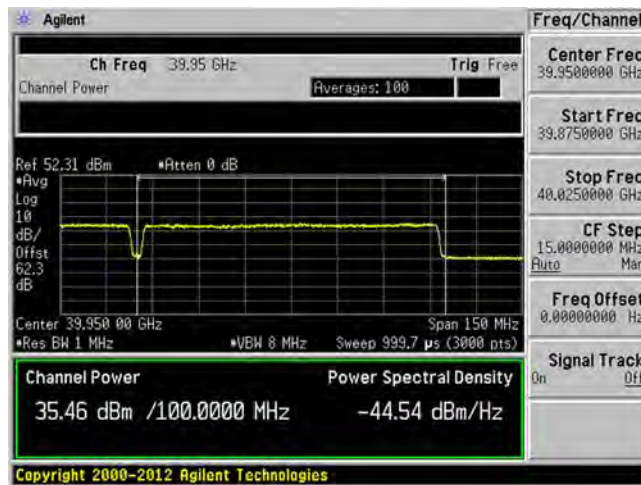 Agilent
Freq/Channel
Ch Freq 39.95 GHz Trig Free
Channel Power Averages: 100
Center Freq
39.9500000 GHz
Start Freq
39.8750000 GHz
Stop Freq
40.0250000 GHz
CF Step
15.0000000 MHz
Auto Man
Freq Offset
0.00000000 Hz
Signal Track
On Off
Ref 52.31 dBm #Atten 0 dB
#Avg
Log
10
dB/
Offst
62.3
dB
Center 39.950 00 GHz Span 150 MHz
#Res BW 1 MHz #VBW 8 MHz Sweep 999.7 µs (3000 pts)
Channel Power Power Spectral Density
35.46 dBm /100.0000 MHz -44.54 dBm/Hz
Copyright 2000-2012 Agilent Technologies